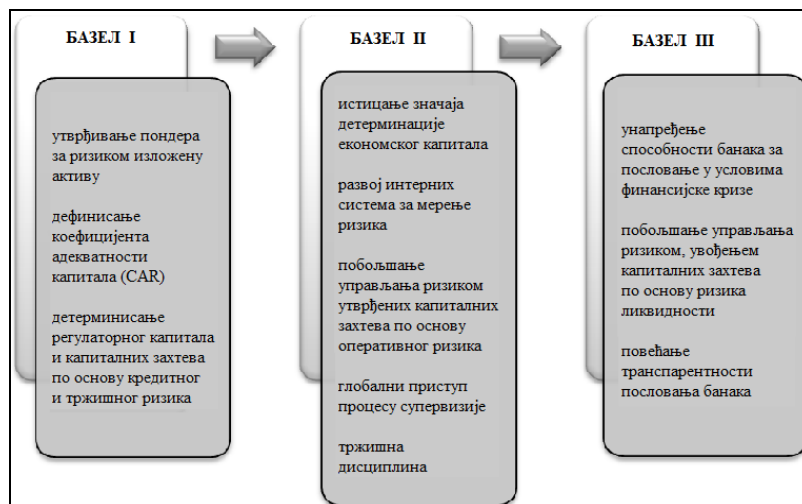 БАЗЕЛ I
утврђивање пондера
за ризиком изложену
активу
дефинисање
коефицијента
адекватности
капитала (CAR)
детерминисање
регулаторног капитала
и капиталних захтева
по основу кредитног
и тржишног ризика
БАЗЕЛ II
истицање значаја
детерминације
економског капитала
развој интерних
система за мерење
ризика
побољшање
управљања ризиком
утврђених капиталних
захтева по основу
оперативног ризика
глобални приступ
процесу супервизије
тржишна
дисциплина
БАЗЕЛ III
унапређење
способности банака за
пословање у условима
финансијске кризе
побољшање управљања
ризиком, увођењем
капиталних захтева
по основу ризика
ликвидности
повећање
транспарентности
пословања банака